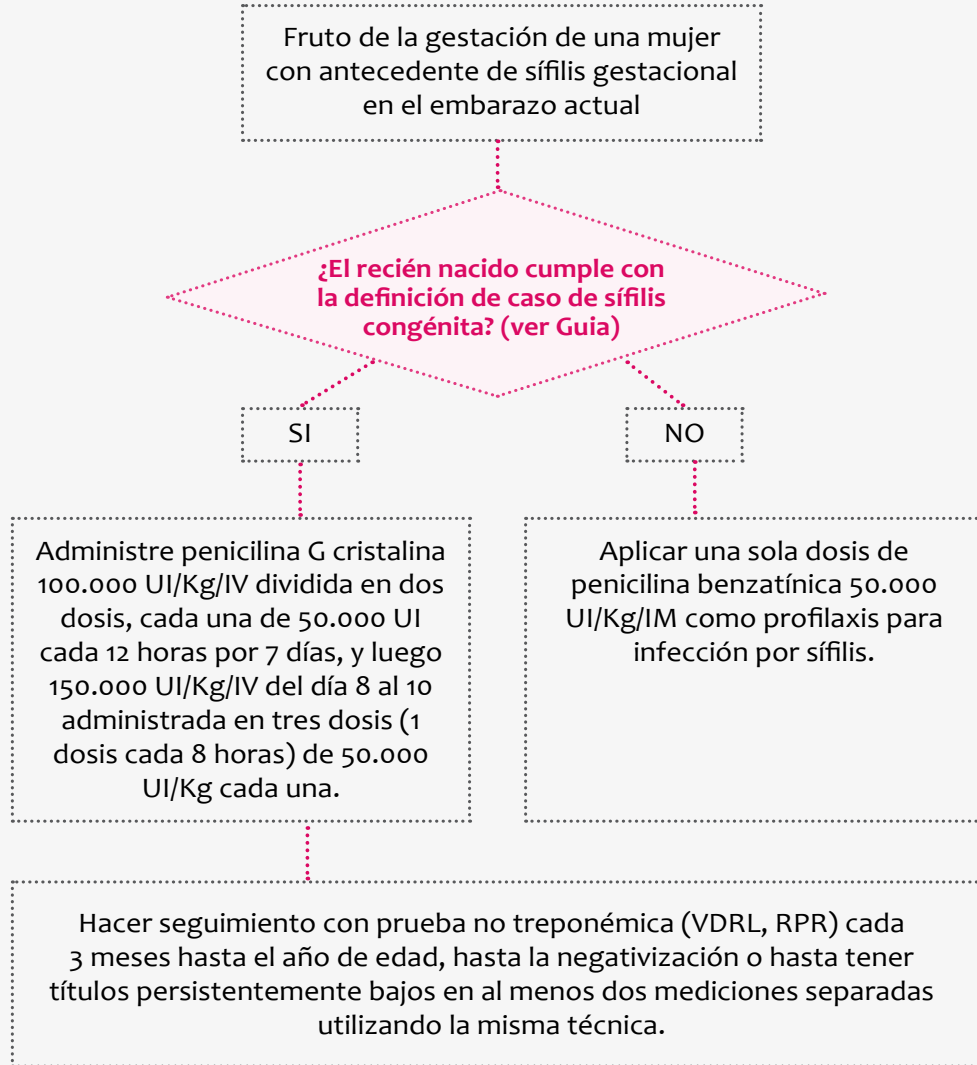 Fruto de la gestación de una mujer
con antecedente de sífilis gestacional
en el embarazo actual
¿El recién nacido cumple con
la definición de caso de sífilis
congénita? (ver Guia)
SI
NO
Administre penicilina G cristalina
100.000 UI/Kg/IV dividida en dos
dosis, cada una de 50.000 UI
cada 12 horas por 7 días, y luego
150.000 UI/Kg/IV del día 8 al 10
administrada en tres dosis (1
dosis cada 8 horas) de 50.000
UI/Kg cada una.
Aplicar una sola dosis de
penicilina benzatínica 50.000
UI/Kg/IM como profilaxis para
infección por sífilis.
Hacer seguimiento con prueba no treponémica (VDRL, RPR) cada
3 meses hasta el año de edad, hasta la negativización o hasta tener
títulos persistentemente bajos en al menos dos mediciones separadas
utilizando la misma técnica.